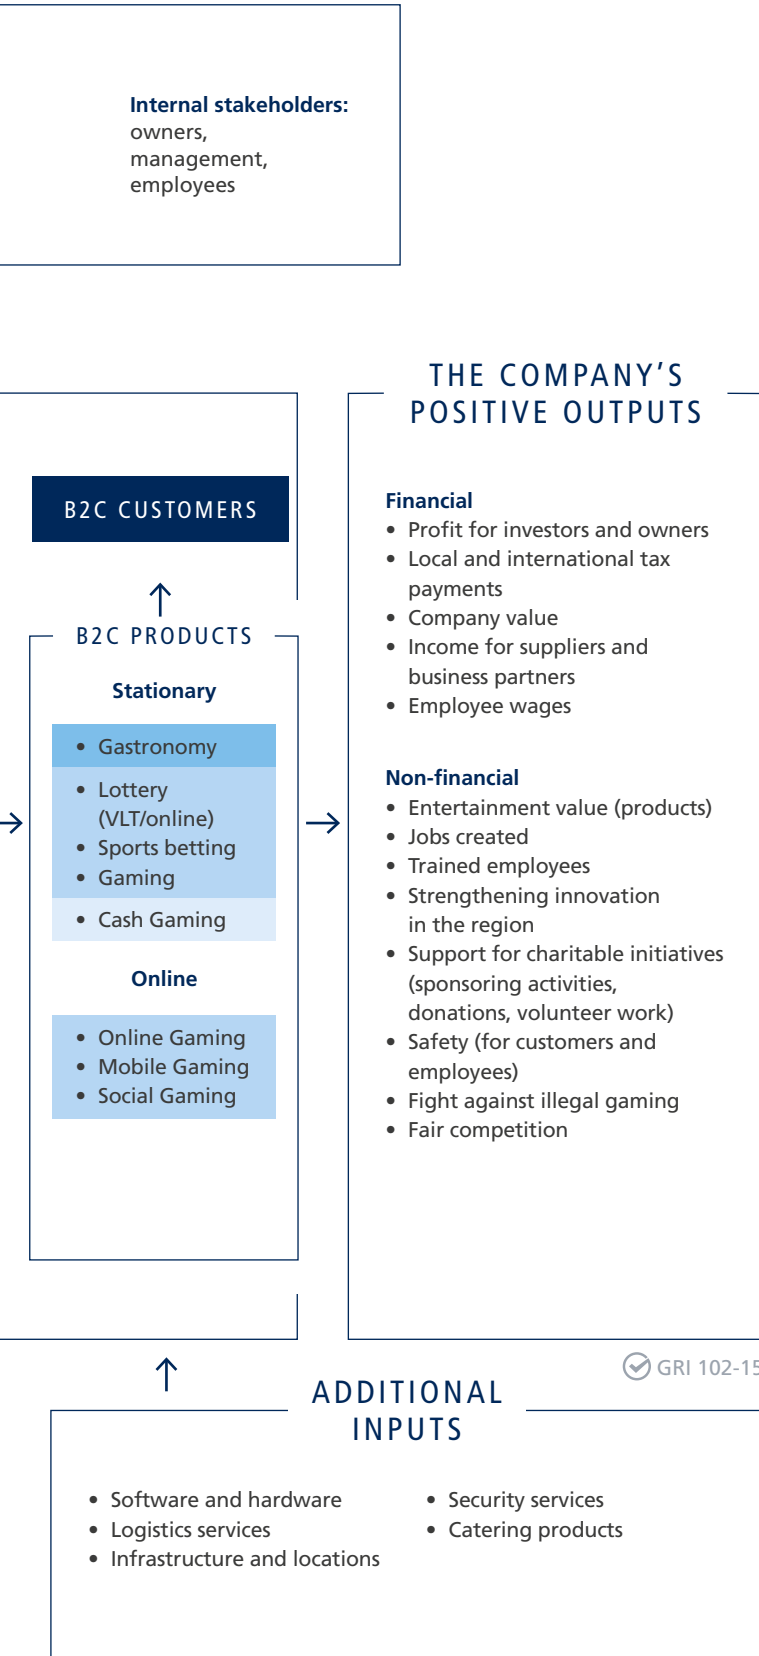 Internal stakeholders:
owners,
management,
employees
B2C CUSTOMERS
B2C PRODUCTS
Stationary
• Gastronomy
• Lottery
(VLT/online)
• Sports betting
• Gaming
• Cash Gaming
Online
• Online Gaming
• Mobile Gaming
• Social Gaming
THE COMPANY’S
POSITIVE OUTPUTS
Financial
• Profit for investors and owners
• Local and international tax
payments
• Company value
• Income for suppliers and
business partners
• Employee wages
Non-financial
• Entertainment value (products)
• Jobs created
• Trained employees
• Strengthening innovation
in the region
• Support for charitable initiatives
(sponsoring activities,
donations, volunteer work)
• Safety (for customers and
employees)
• Fight against illegal gaming
• Fair competition
GRI 102-15
ADDITIONAL
INPUTS
• Software and hardware
• Logistics services
• Infrastructure and locations
• Security services
• Catering products